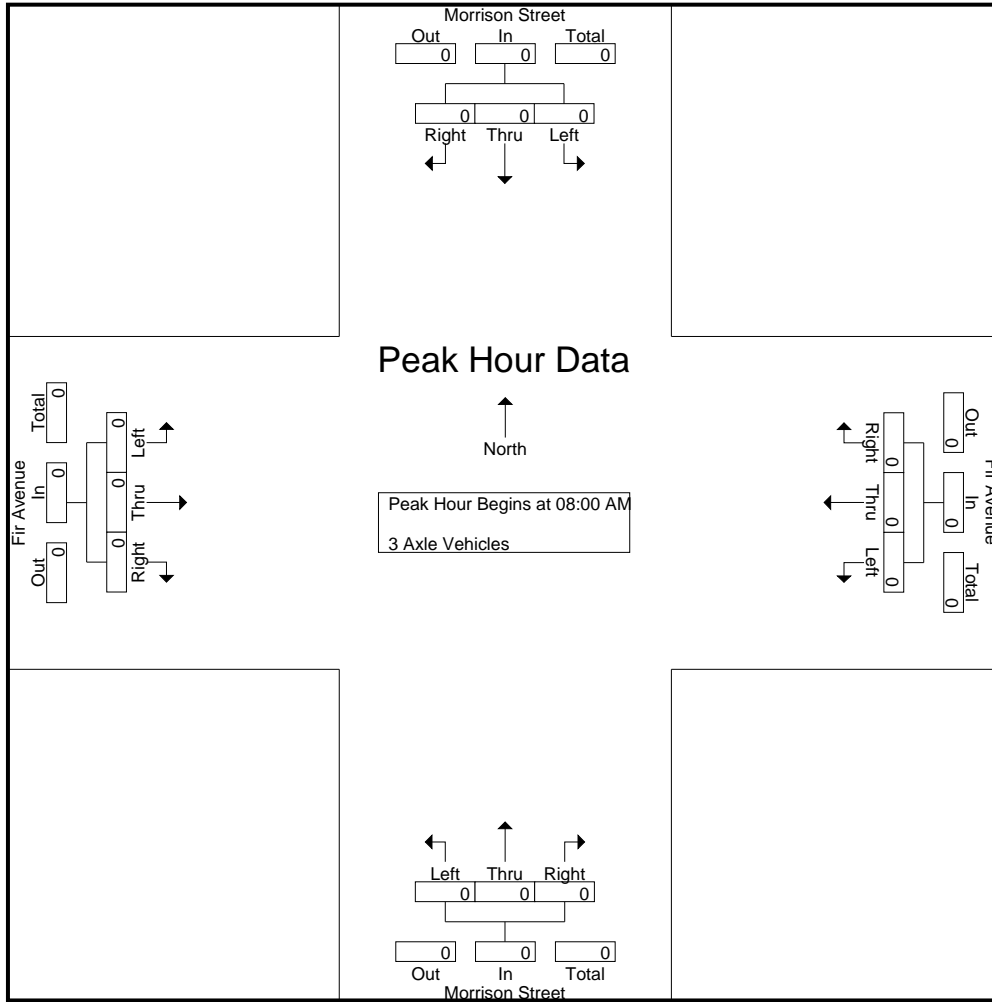 Morrison Street
Out In Total
0 0 0
0 0 0
Right Thru Left
Peak Hour Data
North
Peak Hour Begins at 08:00 AM
3 Axle Vehicles
Fir Avenue
Out In Total
0 0 0
0 0 0
Right Thru Left
Fir Avenue
Out In Total
0 0 0
0 0 0
Right Thru Left
Left Thru Right
0 0 0
0 0 0
Out In Total
Morrison Street